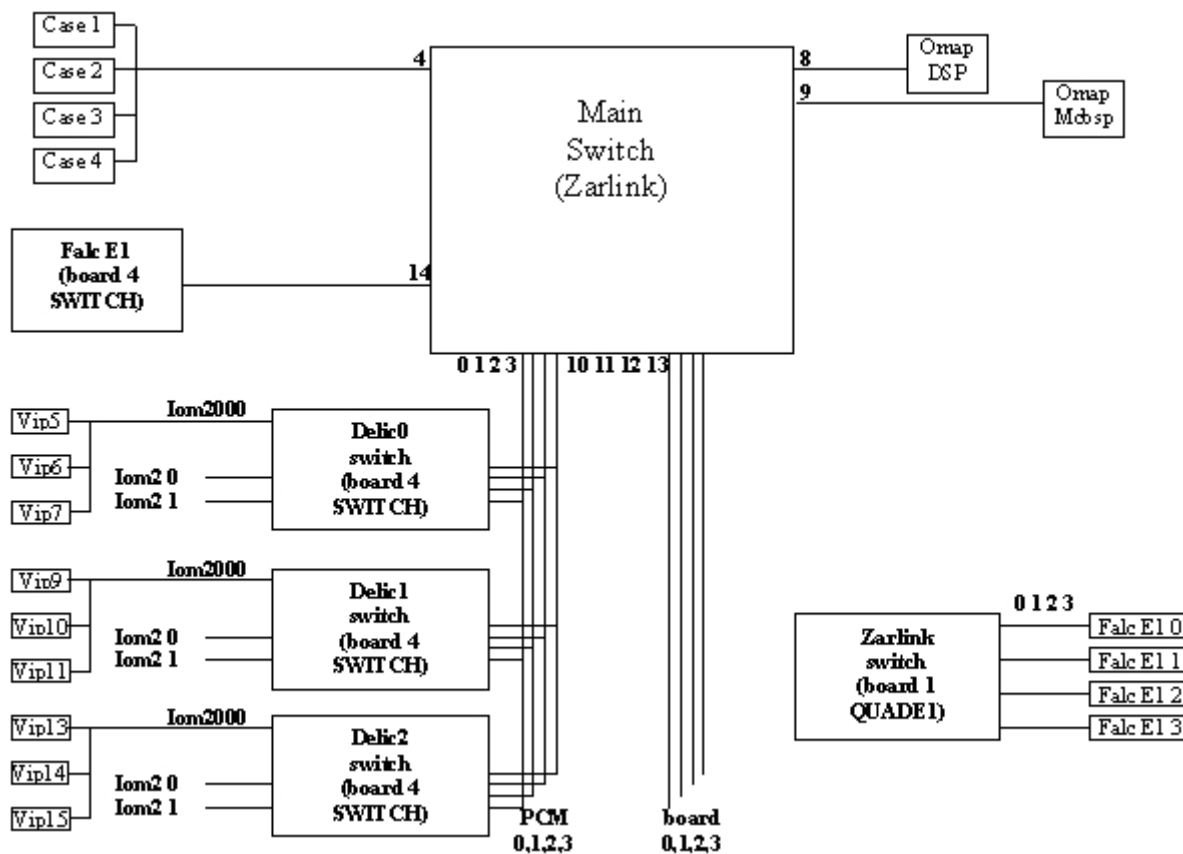 Case 1
Case 2
Case 3
Case 4
4
8
9
Omap
DSP
Omap
Mcbsp
Main
Switch
(Zarlink)
Falc E1
(board 4
SWITCH)
14
0 1 2 3
10 11 12 13
Vip5
Vip6
Vip7
Iom2000
Iom2 0
Iom2 1
Delic0
switch
(board 4
SWITCH)
Vip9
Vip10
Vip11
Iom2000
Iom2 0
Iom2 1
Delic1
switch
(board 4
SWITCH)
Vip13
Vip14
Vip15
Iom2000
Iom2 0
Iom2 1
Delic2
switch
(board 4
SWITCH)
PCM
0,1,2,3
board
0,1,2,3
Zarlink
switch
(board 1
QUADE1)
0 1 2 3
Falc E1 0
Falc E1 1
Falc E1 2
Falc E1 3